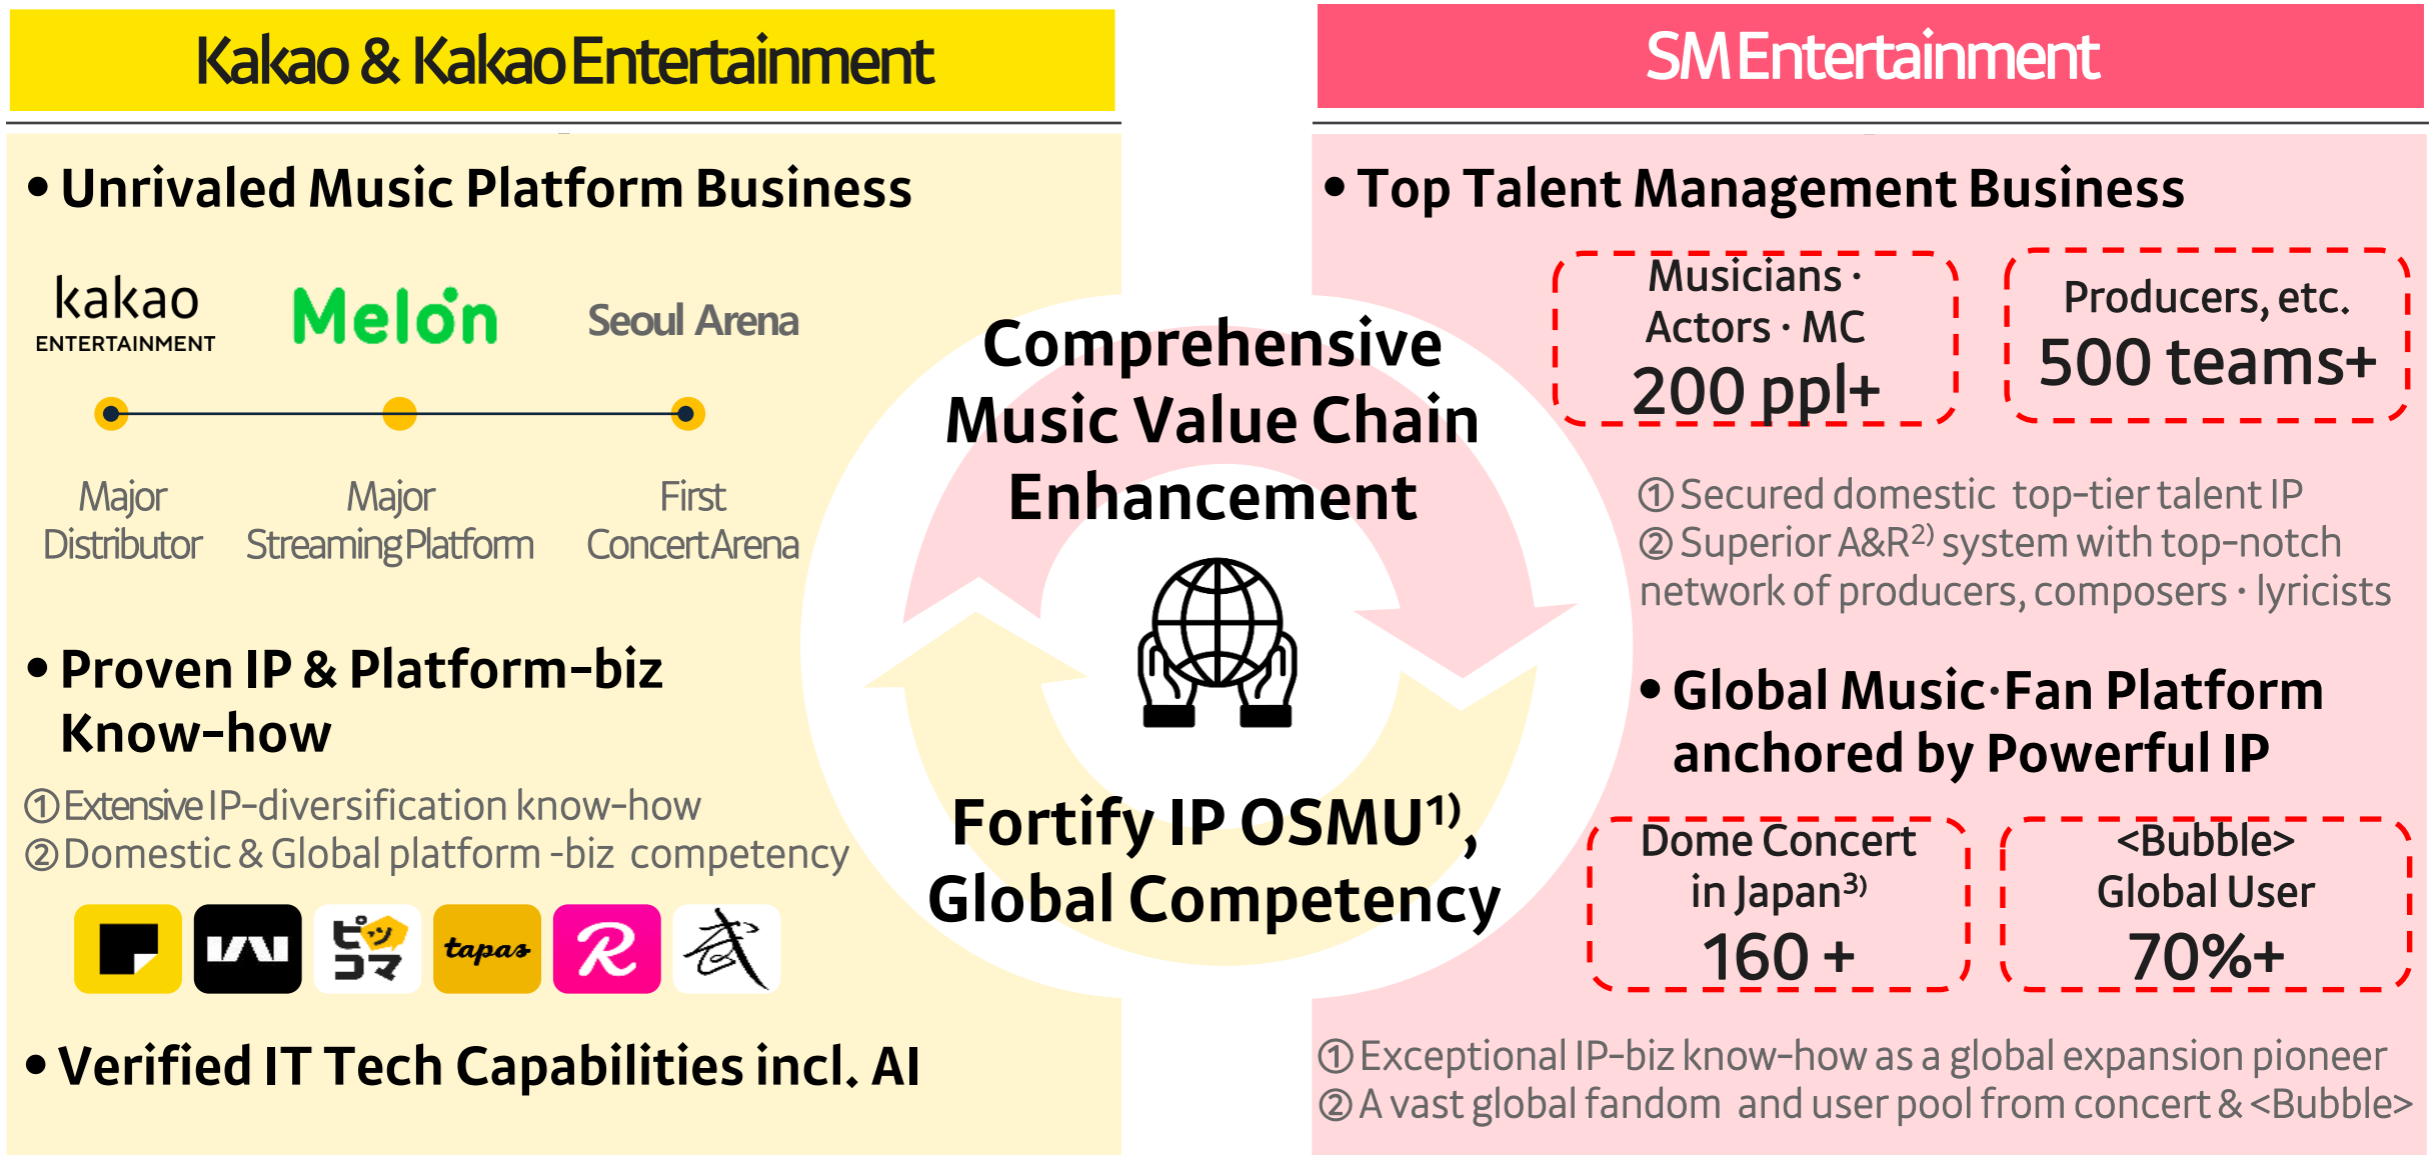 Kakao & Kakao Entertainment
• Unrivaled Music Platform Business
kakao
ENTERTAINMENT
Melon
Seoul Arena
Major
Distributor
Major
Streaming Platform
First
Concert Arena
• Proven IP & Platform-biz
Know-how
① Extensive IP-diversification know-how
② Domestic & Global platform -biz competency
ピッコマ
tapas
R
武
• Verified IT Tech Capabilities incl. AI
Comprehensive
Music Value Chain
Enhancement
Fortify IP OSMU1),
Global Competency
SM Entertainment
• Top Talent Management Business
Musicians ·
Actors · MC
200 ppl+
Producers, etc.
500 teams+
① Secured domestic top-tier talent IP
② Superior A&R2) system with top-notch
network of producers, composers · lyricists
• Global Music·Fan Platform
anchored by Powerful IP
Dome Concert
in Japan3)
160 +
<Bubble>
Global User
70%+
① Exceptional IP-biz know-how as a global expansion pioneer
② A vast global fandom and user pool from concert & <Bubble>